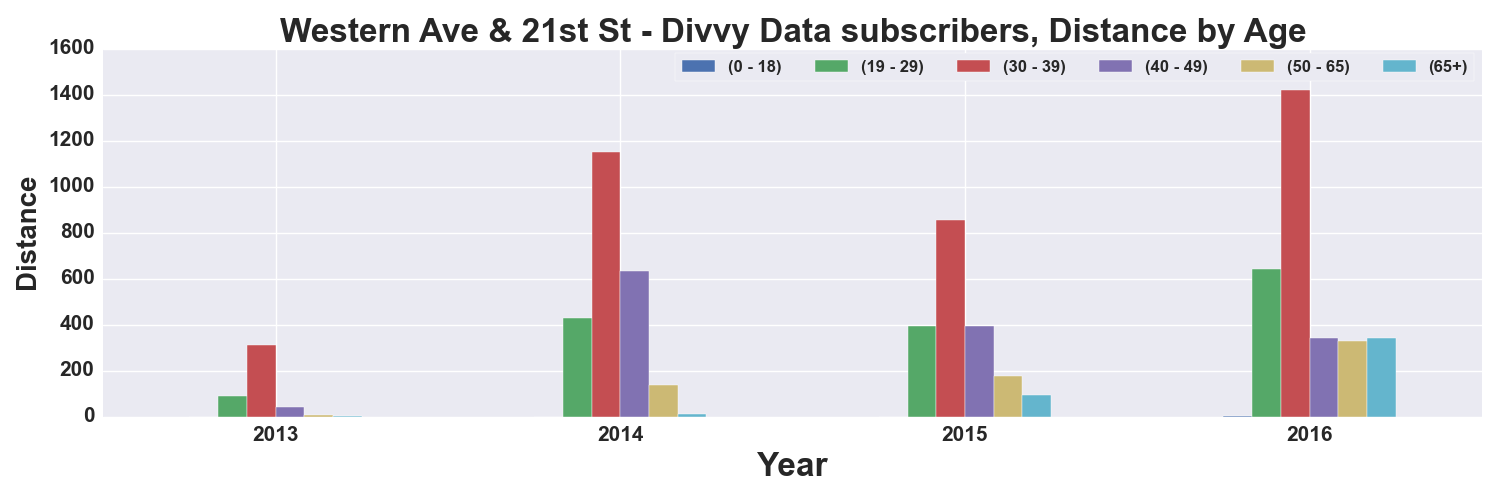 Western Ave & 21st St - Divvy Data subscribers, Distance by Age
1600
(0 - 18) (19 - 29) (30 - 39) (40 - 49) (50 - 65) (65+)
1400
1200
1000
800
600
400
200
0
Distance
2013 2014 2015 2016
Year